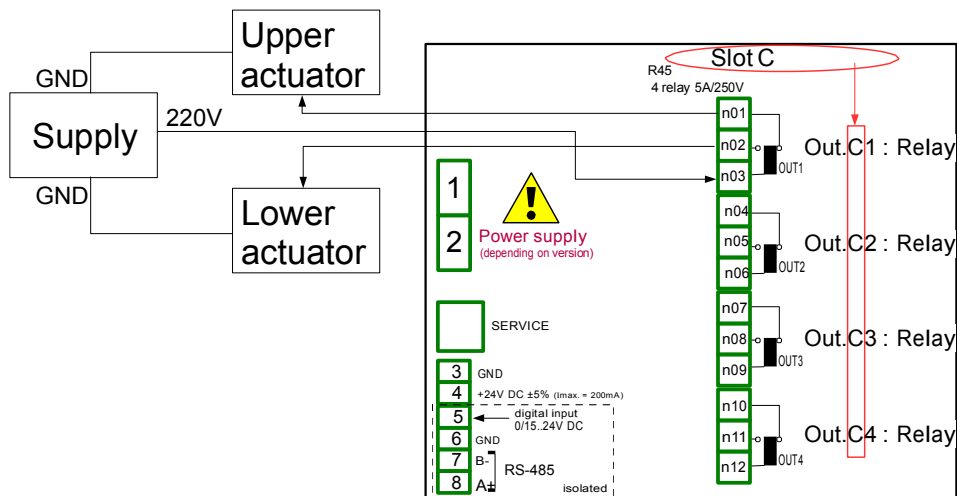 Upper
actuator
GND
Supply
220V
GND
Lower
actuator
Slot C
R45
4 relay 5A/250V
n01
n02
n03
OUT1
Out.C1 : Relay
n04
n05
n06
OUT2
Out.C2 : Relay
n07
n08
n09
OUT3
Out.C3 : Relay
n10
n11
n12
OUT4
Out.C4 : Relay
1
2
!
Power supply
(depending on version)
SERVICE
3 GND
4 +24V DC ±5% (Imax. = 200mA)
5 digital input
0/15..24V DC
6 GND
7 B-
8 A+
RS-485
isolated